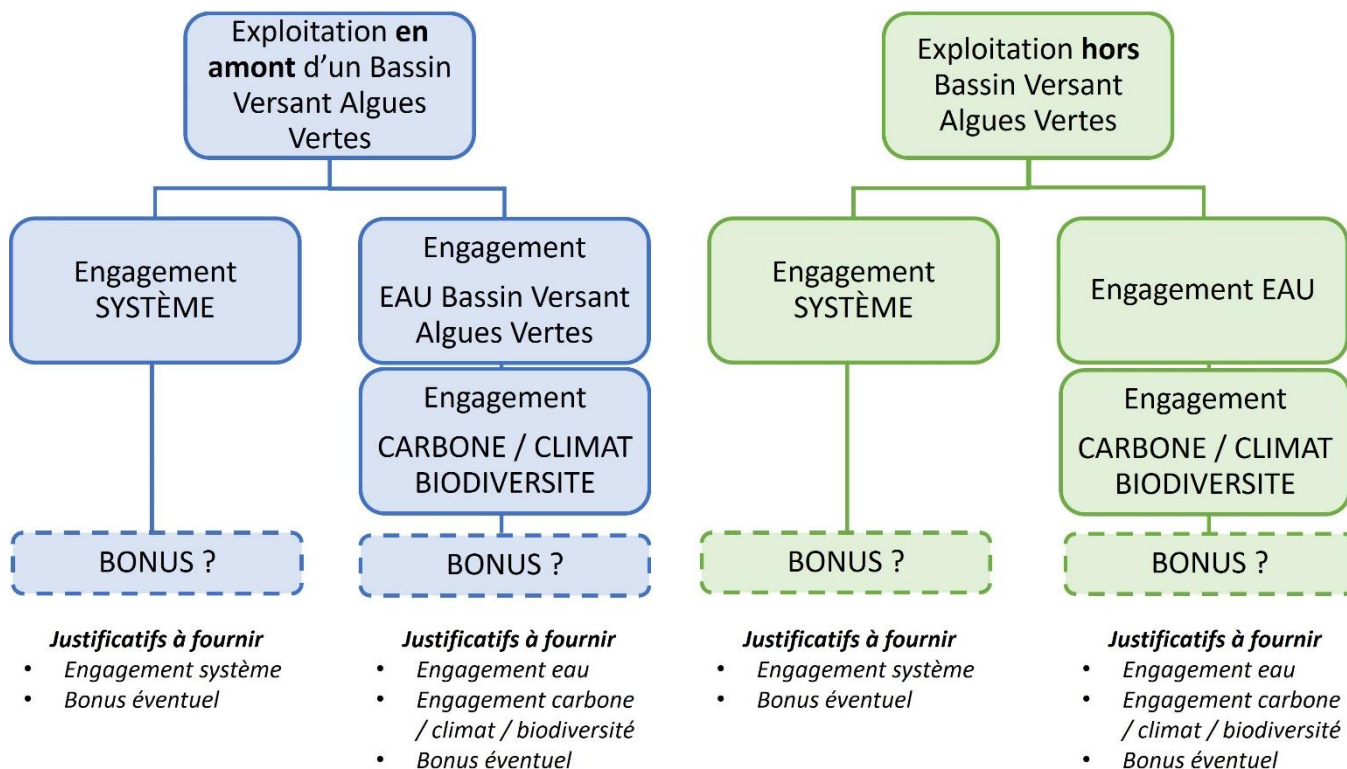 Exploitation en
amont d'un Bassin
Versant Algues
Vertes
Exploitation hors
Bassin Versant
Algues Vertes
Engagement
SYSTÈME
Engagement
EAU Bassin Versant
Algues Vertes
Engagement
SYSTÈME
Engagement EAU
Engagement
CARBONE / CLIMAT
BIODIVERSITE
Engagement
CARBONE / CLIMAT
BIODIVERSITE
BONUS ?
BONUS ?
BONUS ?
BONUS ?
Justificatifs à fournir
• Engagement système
• Bonus éventuel
Justificatifs à fournir
• Engagement eau
• Engagement carbone
/ climat / biodiversité
• Bonus éventuel
Justificatifs à fournir
• Engagement système
• Bonus éventuel
Justificatifs à fournir
• Engagement eau
• Engagement carbone
/ climat / biodiversité
• Bonus éventuel